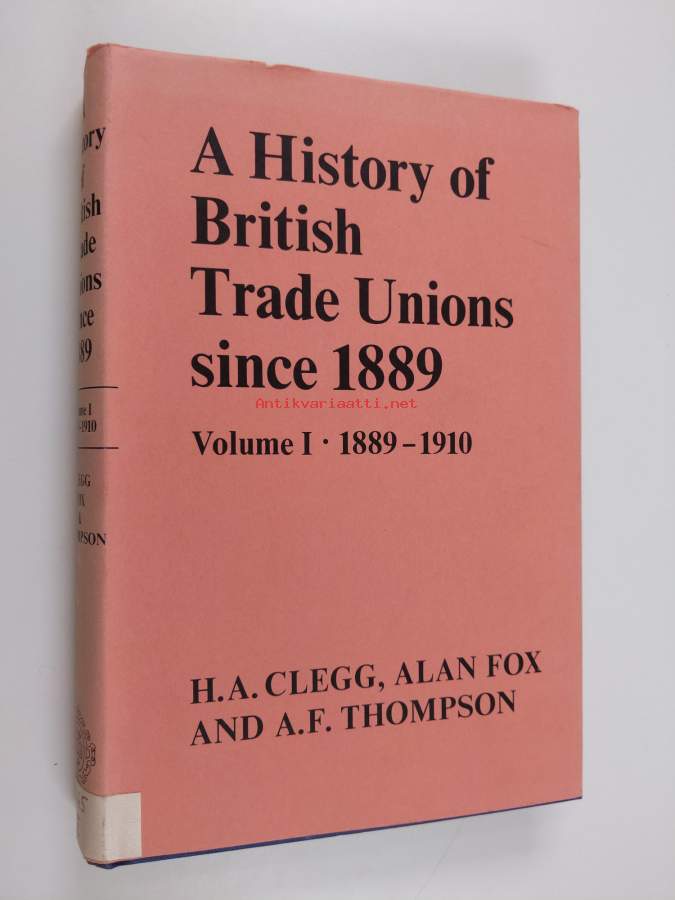 A History of
British
Trade Unions
since 1889
Antikvariaatti.net
Volume I · 1889–1910
H.A. CLEGG, ALAN FOX
AND A.F. THOMPSON